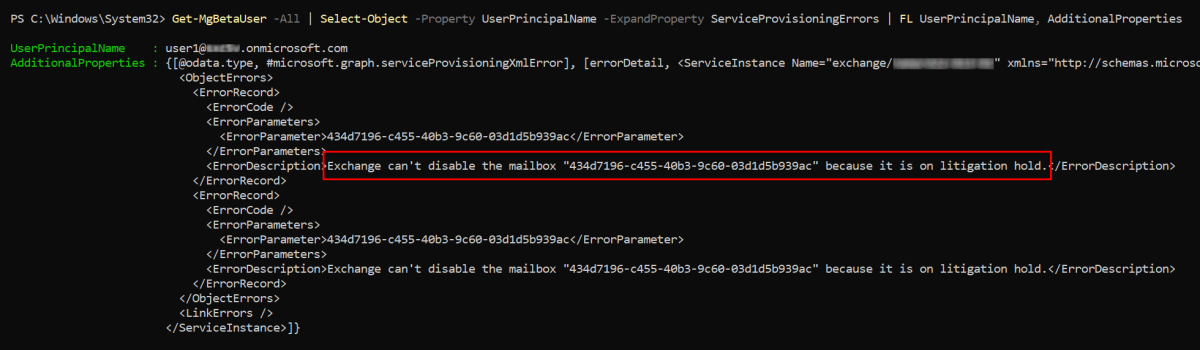 PS C:\Windows\System32> Get-MgBetaUser -All | Select-Object -Property UserPrincipalName -ExpandProperty ServiceProvisioningErrors | FL UserPrincipalName, AdditionalProperties
UserPrincipalName    : user1@.onmicrosoft.com
AdditionalProperties : {[@odata.type, #microsoft.graph.serviceProvisioningXmlError], [errorDetail, <ServiceInstance Name="exchange/" xmlns="http://schemas.microso
<ObjectErrors>
<ErrorRecord>
<ErrorCode />
<ErrorParameters>
<ErrorParameter>434d7196-c455-40b3-9c60-03d1d5b939ac</ErrorParameter>
</ErrorParameters>
<ErrorDescription>Exchange can't disable the mailbox "434d7196-c455-40b3-9c60-03d1d5b939ac" because it is on litigation hold.</ErrorDescription>
</ErrorRecord>
<ErrorRecord>
<ErrorCode />
<ErrorParameters>
<ErrorParameter>434d7196-c455-40b3-9c60-03d1d5b939ac</ErrorParameter>
</ErrorParameters>
<ErrorDescription>Exchange can't disable the mailbox "434d7196-c455-40b3-9c60-03d1d5b939ac" because it is on litigation hold.</ErrorDescription>
</ErrorRecord>
</ObjectErrors>
<LinkErrors />
</ServiceInstance>]}